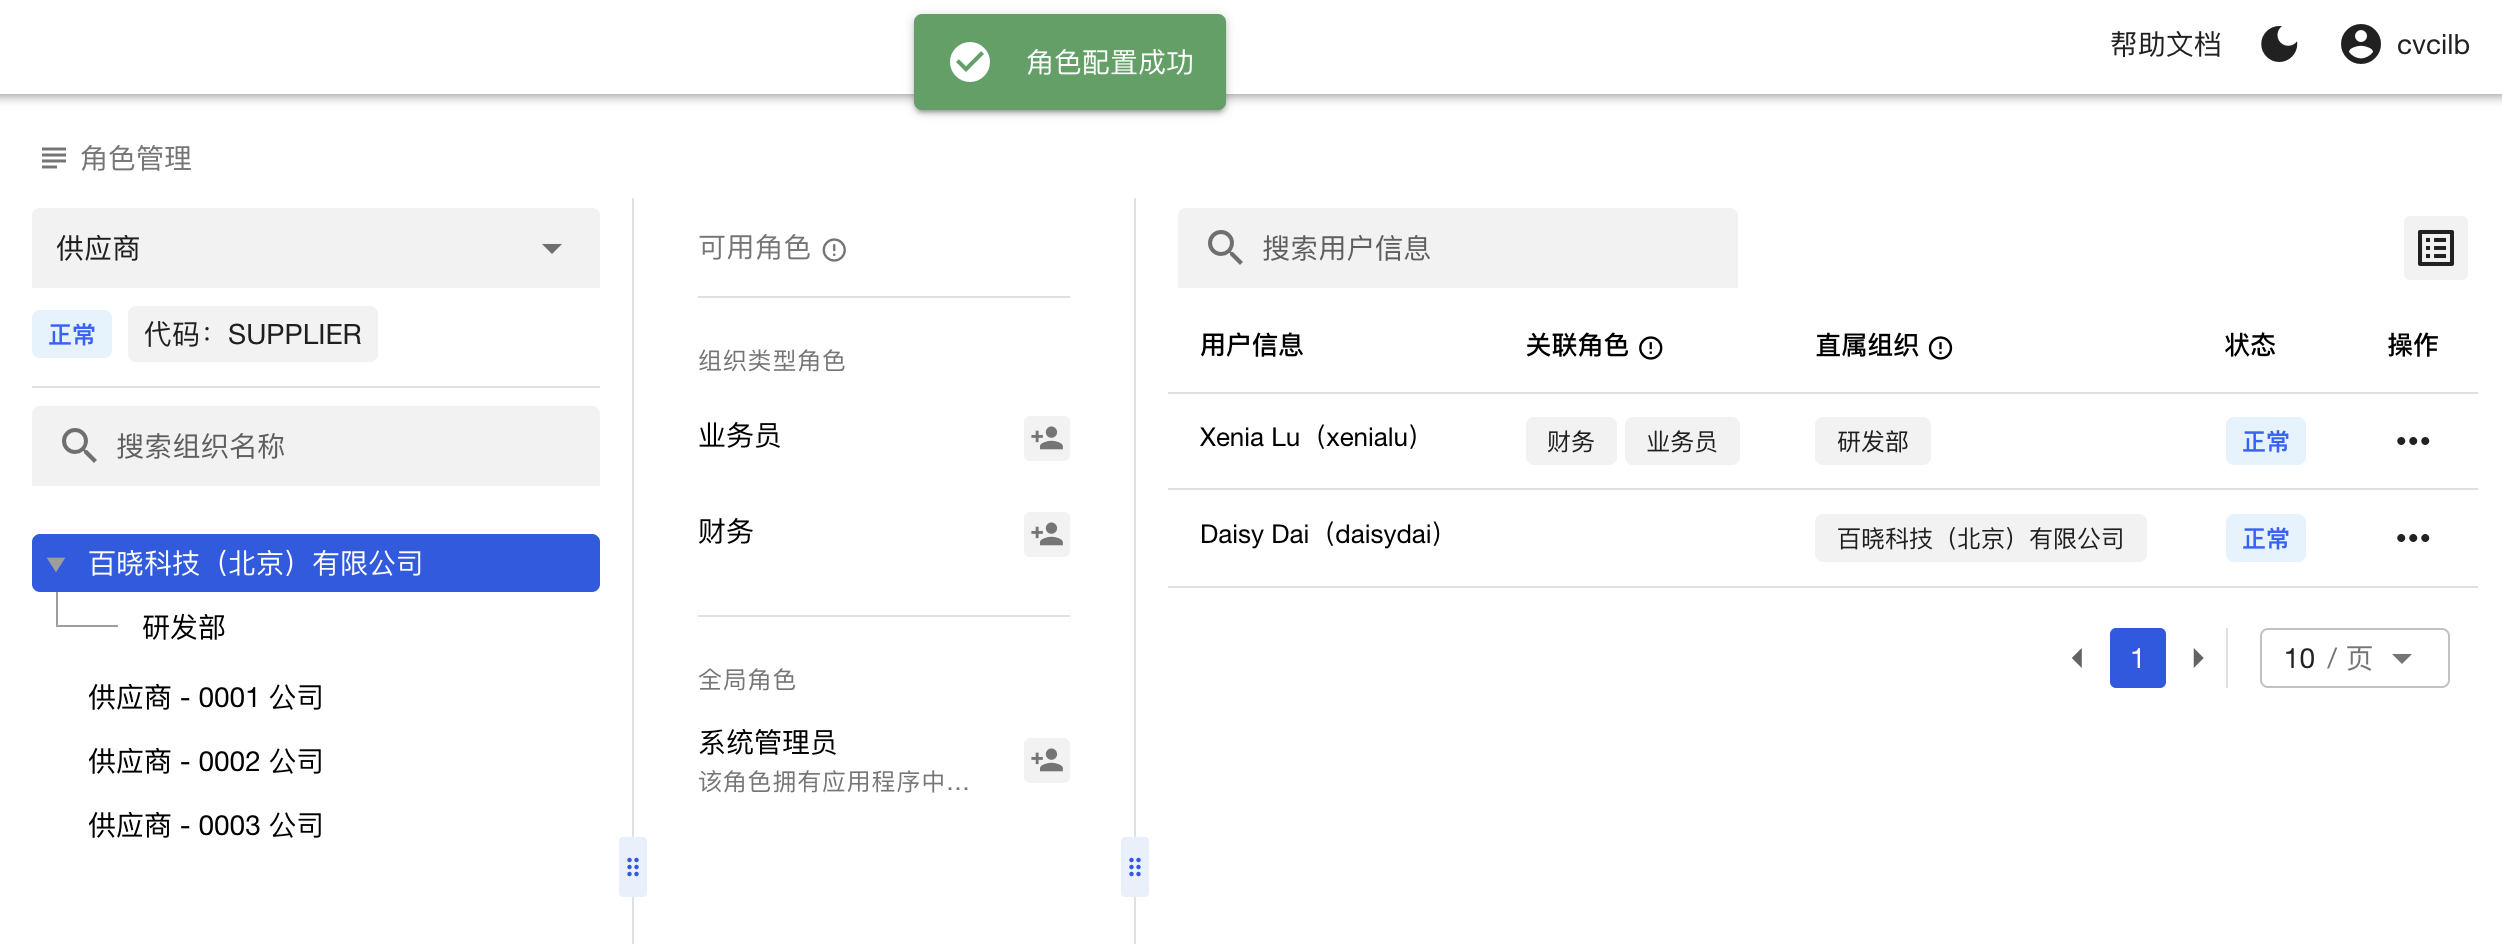 角色配置成功
帮助文档
cvcilb
角色管理
供应商
正常
代码：SUPPLIER
搜索组织名称
百晓科技（北京）有限公司
研发部
供应商 - 0001 公司
供应商 - 0002 公司
供应商 - 0003 公司
可用角色
组织类型角色
业务员
财务
全局角色
系统管理员
该角色拥有应用程序中...
搜索用户信息
用户信息 关联角色 直属组织 状态 操作
Xenia Lu（xenialu） 财务 业务员 研发部 正常
Daisy Dai（daisydai） 百晓科技（北京）有限公司 正常
1
10 / 页